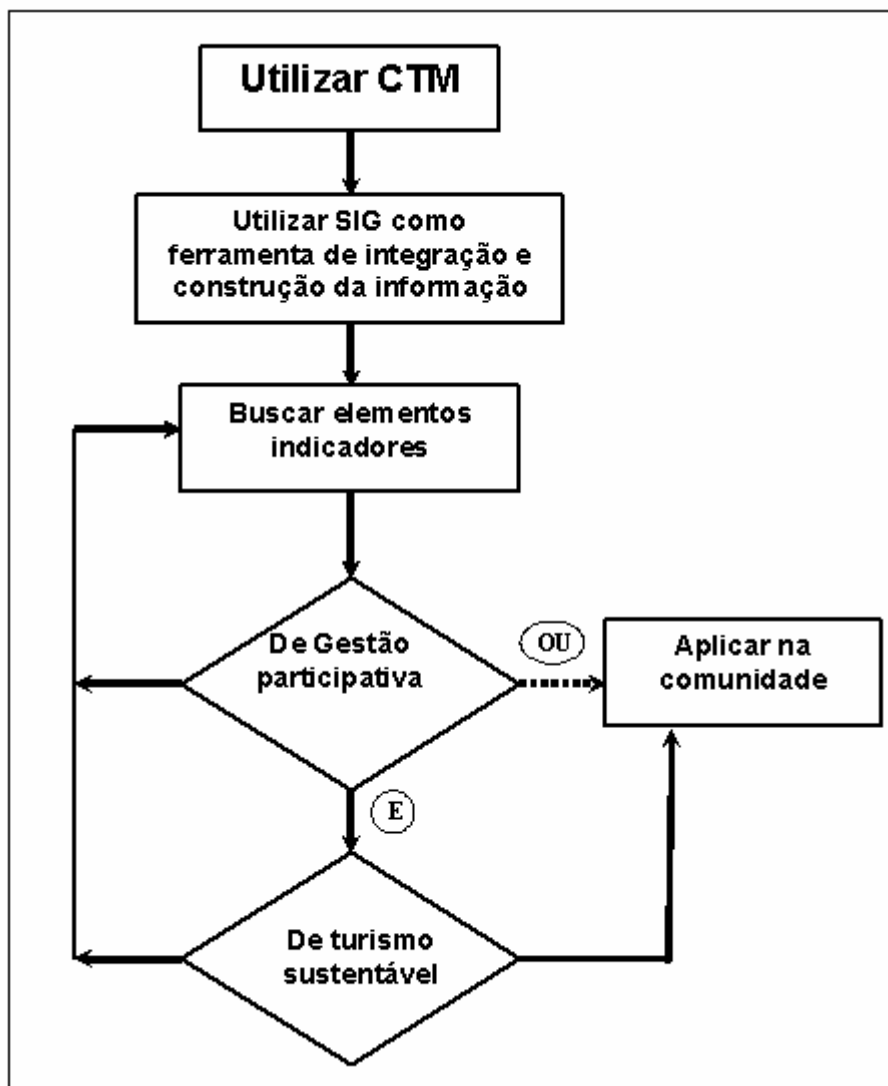 Utilizar CTM
Utilizar SIG como
ferramenta de integração e
construção da informação
Buscar elementos
indicadores
De Gestão
participativa
OU
Aplicar na
comunidade
E
De turismo
sustentável